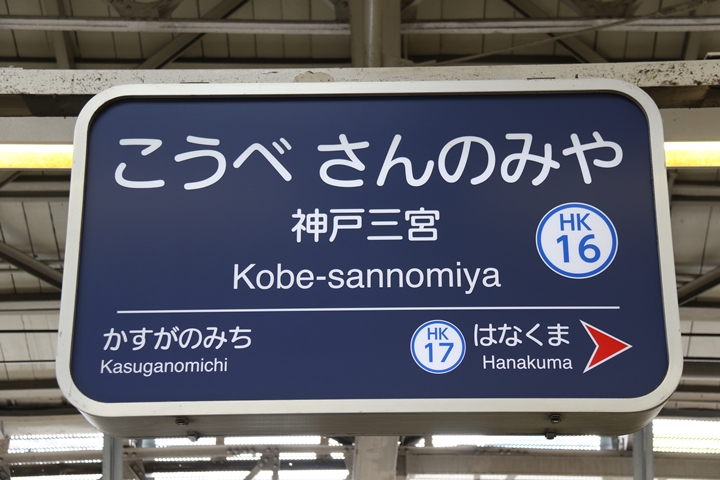 こうべ さんのみや
神戸三宮
HK
16
Kobe-sannomiya
かすがのみち
Kasuganomichi
HK
17
はなくま
Hanakuma